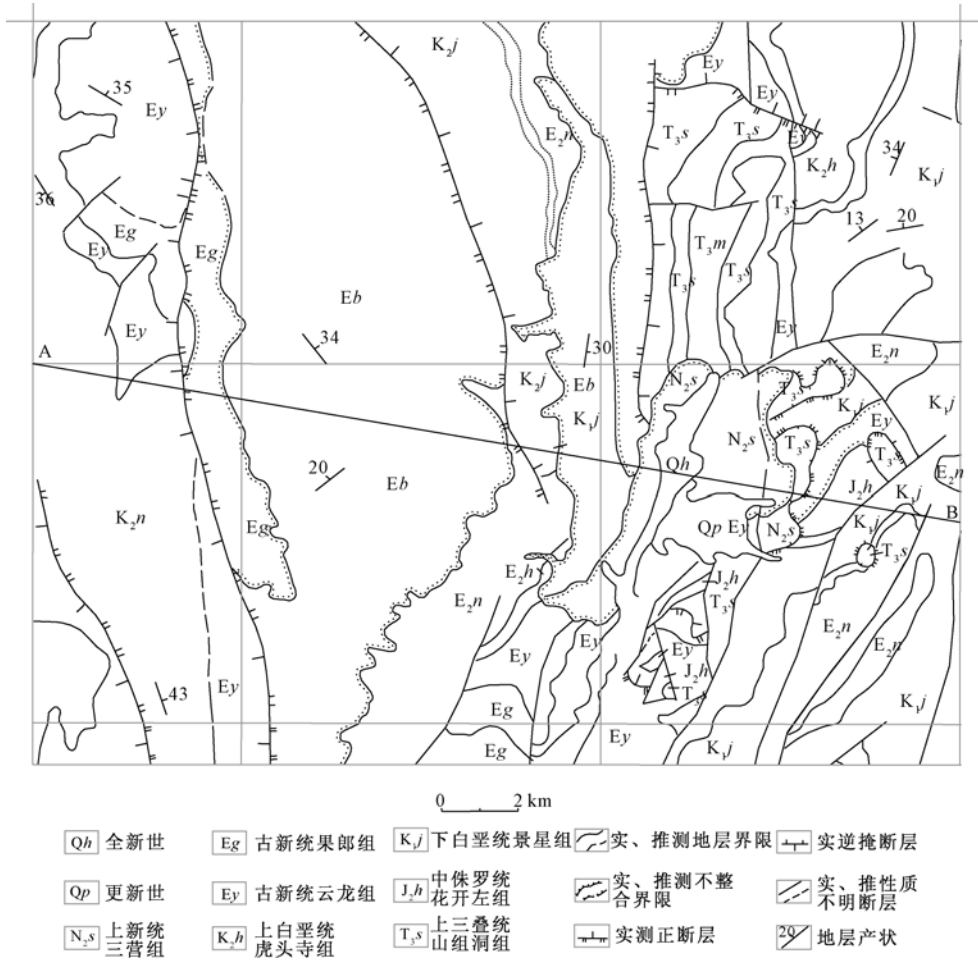 K₂j
Ey
Ey
35
Ey
T₃s
T₃s
Ey
E₂n
K₂h
34
K₁j
36
Eg
Ey
Eg
T₃s
13
20
T₃m
T₃s
T₃s
Eb
Ey
Ey
34
30
E₂n
A
K₂j
Eb
N₂s
T₃s
K₁j
K₁j
K₁j
Ey
N₂s
T₃s
T₃s
20
Eb
Qh
E₂n
J₂h
K₁j
K₂n
Eg
Qp
Ey
N₂s
K₁j
B
T₃s
E₂h
J₂h
E₂n
T₃s
E₂n
Ey
Ey
Ey
E₂n
J₂h
43
Ey
Eg
T₃
K₁j
Ey
K₁j
Eg
0 2 km
Qh 全新世
Eg 古新统果郎组
K₁j 下白垩统景星组
实、推测地层界限
实逆掩断层
Qp 更新世
Ey 古新统云龙组
J₂h 中侏罗统
花开左组
实、推测不整
合界限
实、推性质
不明断层
N₂s 上新统
三营组
K₂h 上白垩统
虎头寺组
T₃s 上三叠统
山组洞组
实测正断层
20 地层产状